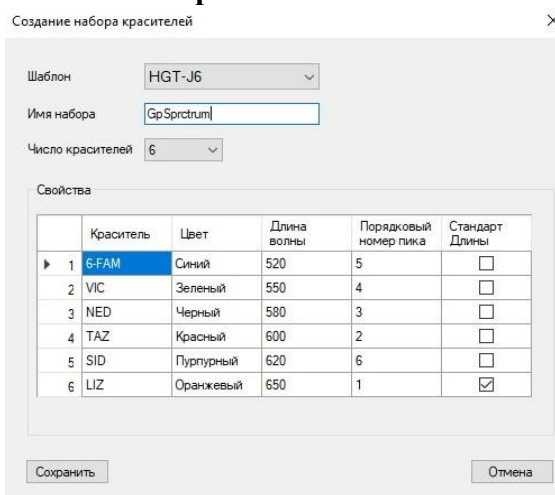 Создание набора красителей
Шаблон HGT-J6
Имя набора GpSprctrum
Число красителей 6
Свойства
Краситель Цвет Длина волны Порядковый номер пика Стандарт Длины
1 6-FAM Синий 520 5
2 VIC Зеленый 550 4
3 NED Черный 580 3
4 TAZ Красный 600 2
5 SID Пурпурный 620 6
6 LIZ Оранжевый 650 1
Сохранить Отмена